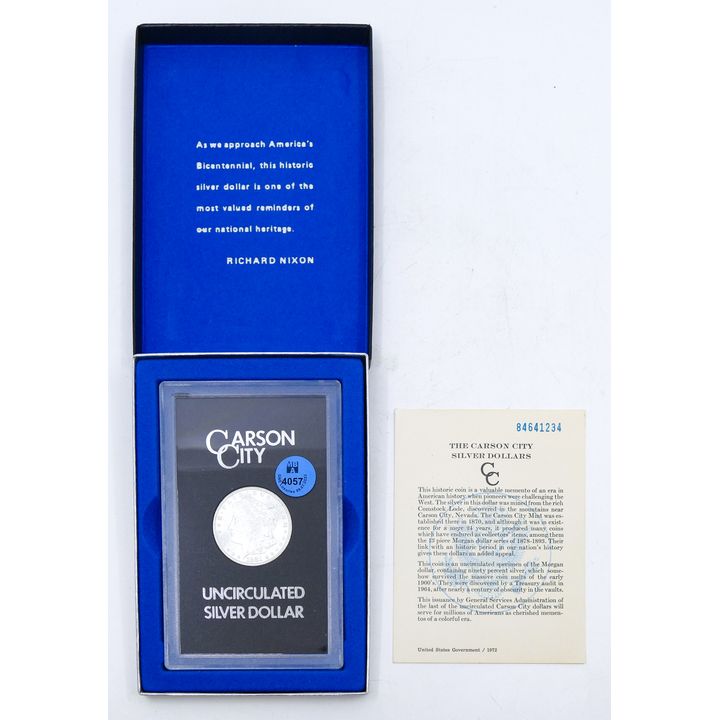 As we approach America's
Bicentennial, this historic
silver dollar is one of the
most valued reminders of
our national heritage.
RICHARD NIXON
CARSON
CITY
MB
A
4057
UNCIRCULATED
SILVER DOLLAR
84641234
THE CARSON CITY
SILVER DOLLARS
CC
This historic coin is a valuable memento of an era in
American history when pioneers were challenging the
West. The silver in this dollar was mined from the rich
Comstock Lode, discovered in the mountains near
Carson City, Nevada. The Carson City Mint was es-
tablished there in 1870, and although it was in exist-
ence for a mere 24 years, it produced many coins
which have endured as collectors' items, among them
the 13 piece Morgan dollar series of 1878-1893. Their
link with an historic period in our nation's history
gives these dollars an added appeal.
This coin is an uncirculated specimen of the Morgan
dollar, containing ninety percent silver, which some-
how survived the massive coin melts of the early
1900's. They were discovered by a Treasury audit in
1964, after nearly a century of obscurity in the vaults.
This issuance by General Services Administration of
the last of the uncirculated Carson City dollars will
serve for millions of Americans as cherished memen-
tos of a colorful era.
United States Government / 1972